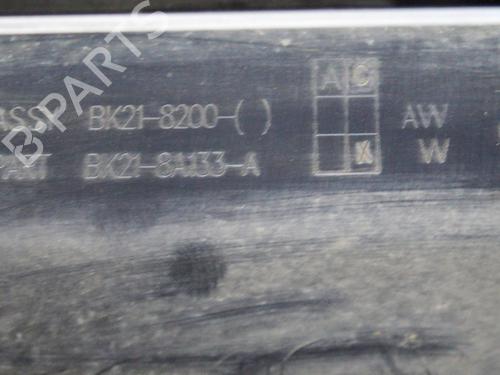 B-PARTS
A C
ASSY BK21-8200-( ) AW
PART BK21-8A133-A X W